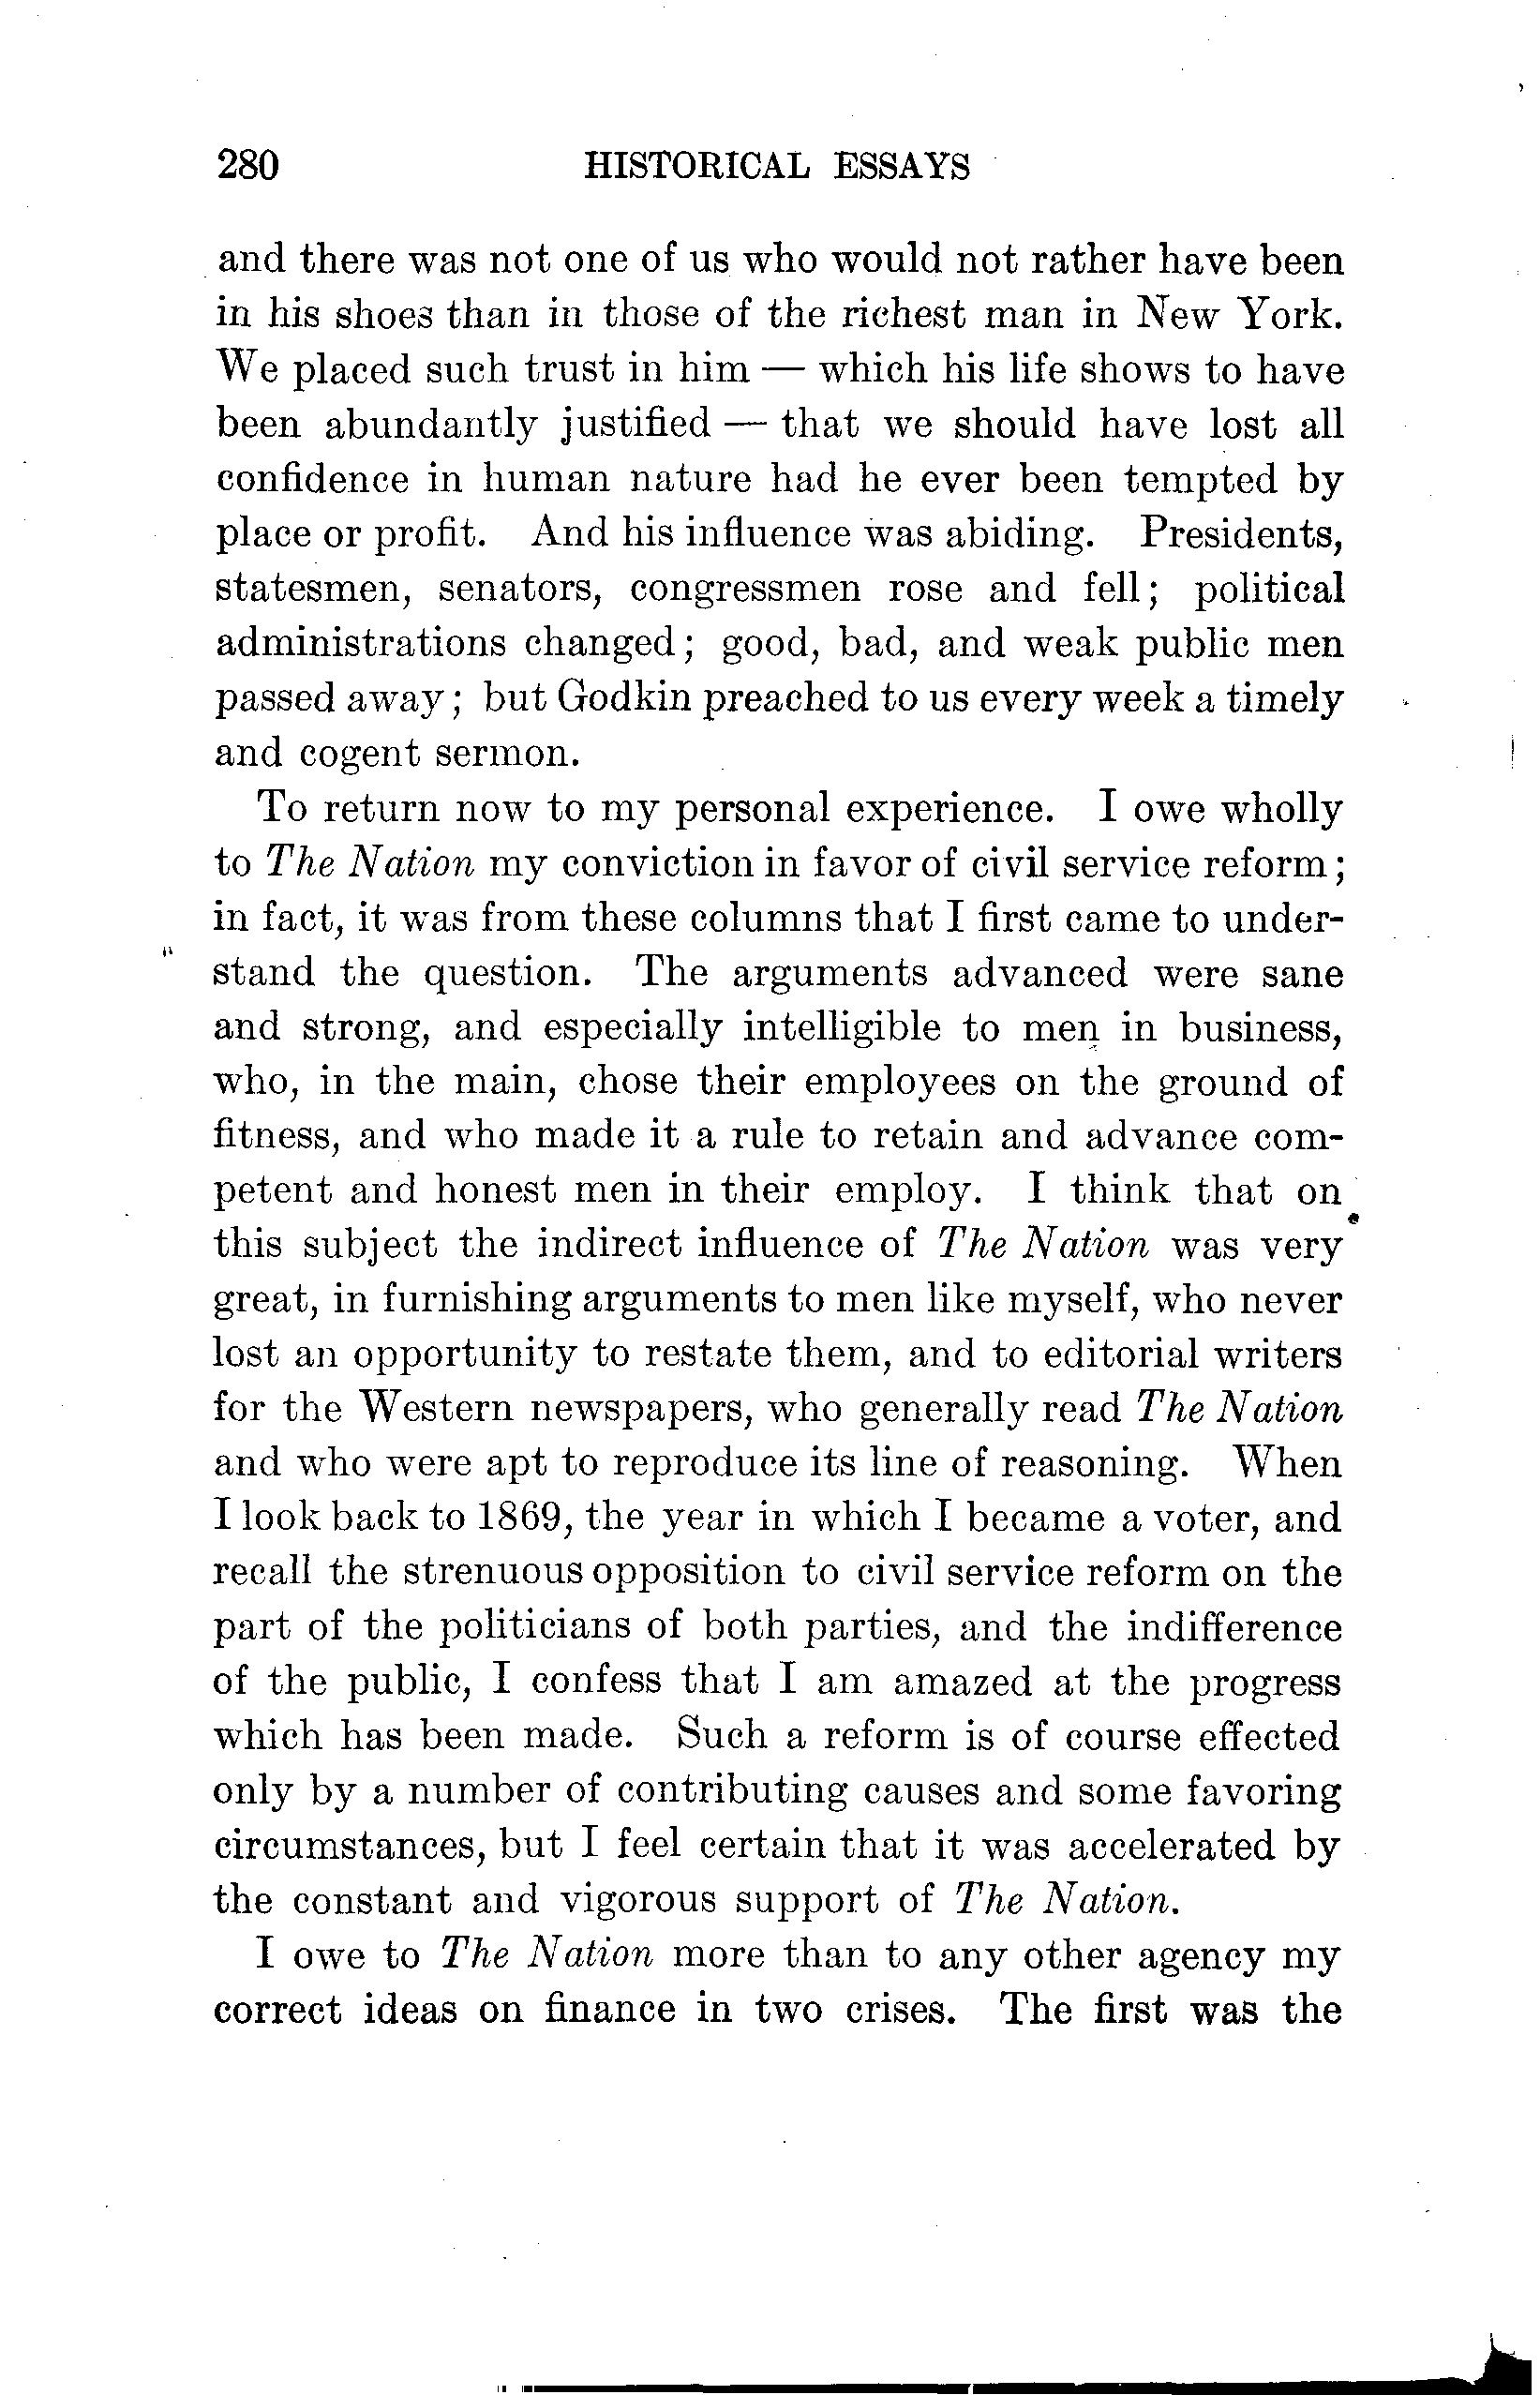 280 HISTORICAL ESSAYS
and there was not one of us who would not rather have been
in his shoes than in those of the richest man in New York.
We placed such trust in him — which his life shows to have
been abundantly justified — that we should have lost all
confidence in human nature had he ever been tempted by
place or profit. And his influence was abiding. Presidents,
statesmen, senators, congressmen rose and fell; political
administrations changed; good, bad, and weak public men
passed away; but Godkin preached to us every week a timely
and cogent sermon.
To return now to my personal experience. I owe wholly
to The Nation my conviction in favor of civil service reform;
in fact, it was from these columns that I first came to under-
stand the question. The arguments advanced were sane
and strong, and especially intelligible to men in business,
who, in the main, chose their employees on the ground of
fitness, and who made it a rule to retain and advance com-
petent and honest men in their employ. I think that on
this subject the indirect influence of The Nation was very
great, in furnishing arguments to men like myself, who never
lost an opportunity to restate them, and to editorial writers
for the Western newspapers, who generally read The Nation
and who were apt to reproduce its line of reasoning. When
I look back to 1869, the year in which I became a voter, and
recall the strenuous opposition to civil service reform on the
part of the politicians of both parties, and the indifference
of the public, I confess that I am amazed at the progress
which has been made. Such a reform is of course effected
only by a number of contributing causes and some favoring
circumstances, but I feel certain that it was accelerated by
the constant and vigorous support of The Nation.
I owe to The Nation more than to any other agency my
correct ideas on finance in two crises. The first was the